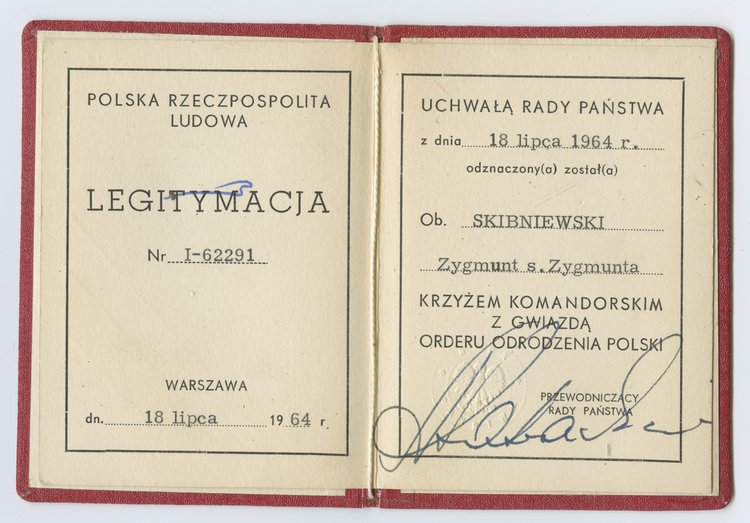 POLSKA RZECZPOSPOLITA
LUDOWA
LEGITYMACJA
Nr I-62291
WARSZAWA
dn. 18 lipca 1964 r.
UCHWAŁĄ RADY PAŃSTWA
z dnia 18 lipca 1964 r.
odznaczony(a) został(a)
Ob. SKIBNIEWSKI
Zygmunt s. Zygmunta
KRZYŻEM KOMANDORSKIM
Z GWIAZDĄ
ORDERU ODRODZENIA POLSKI
PRZEWODNICZĄCY
RADY PAŃSTWA